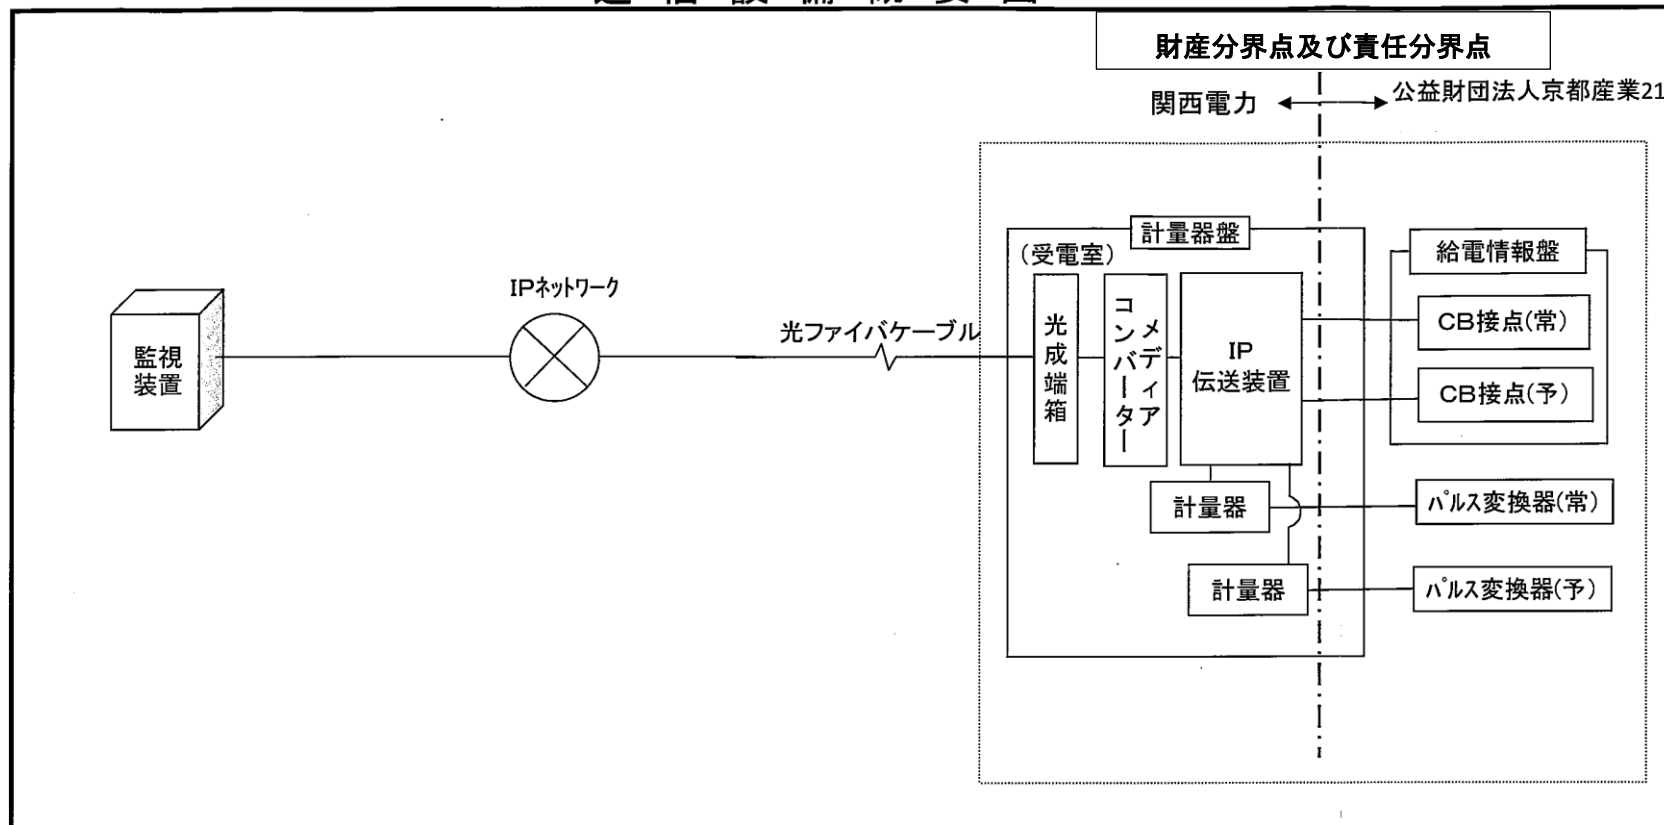 財産分界点及び責任分界点
関西電力
公益財団法人京都産業21
計量器盤
(受電室)
給電情報盤
IPネットワーク
光ファイバケーブル
監視
装置
光成端箱
メディア
コンバーター
IP
伝送装置
CB接点(常)
CB接点(予)
計量器
パルス変換器(常)
計量器
パルス変換器(予)